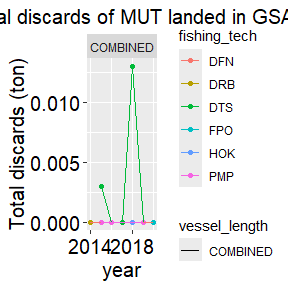 al discards of MUT landed in GSA
COMBINED
Total discards (ton)
0.010
0.005
0.000
2014 2018
year
fishing_tech
DFN
DRB
DTS
FPO
HOK
PMP
vessel_length
COMBINED